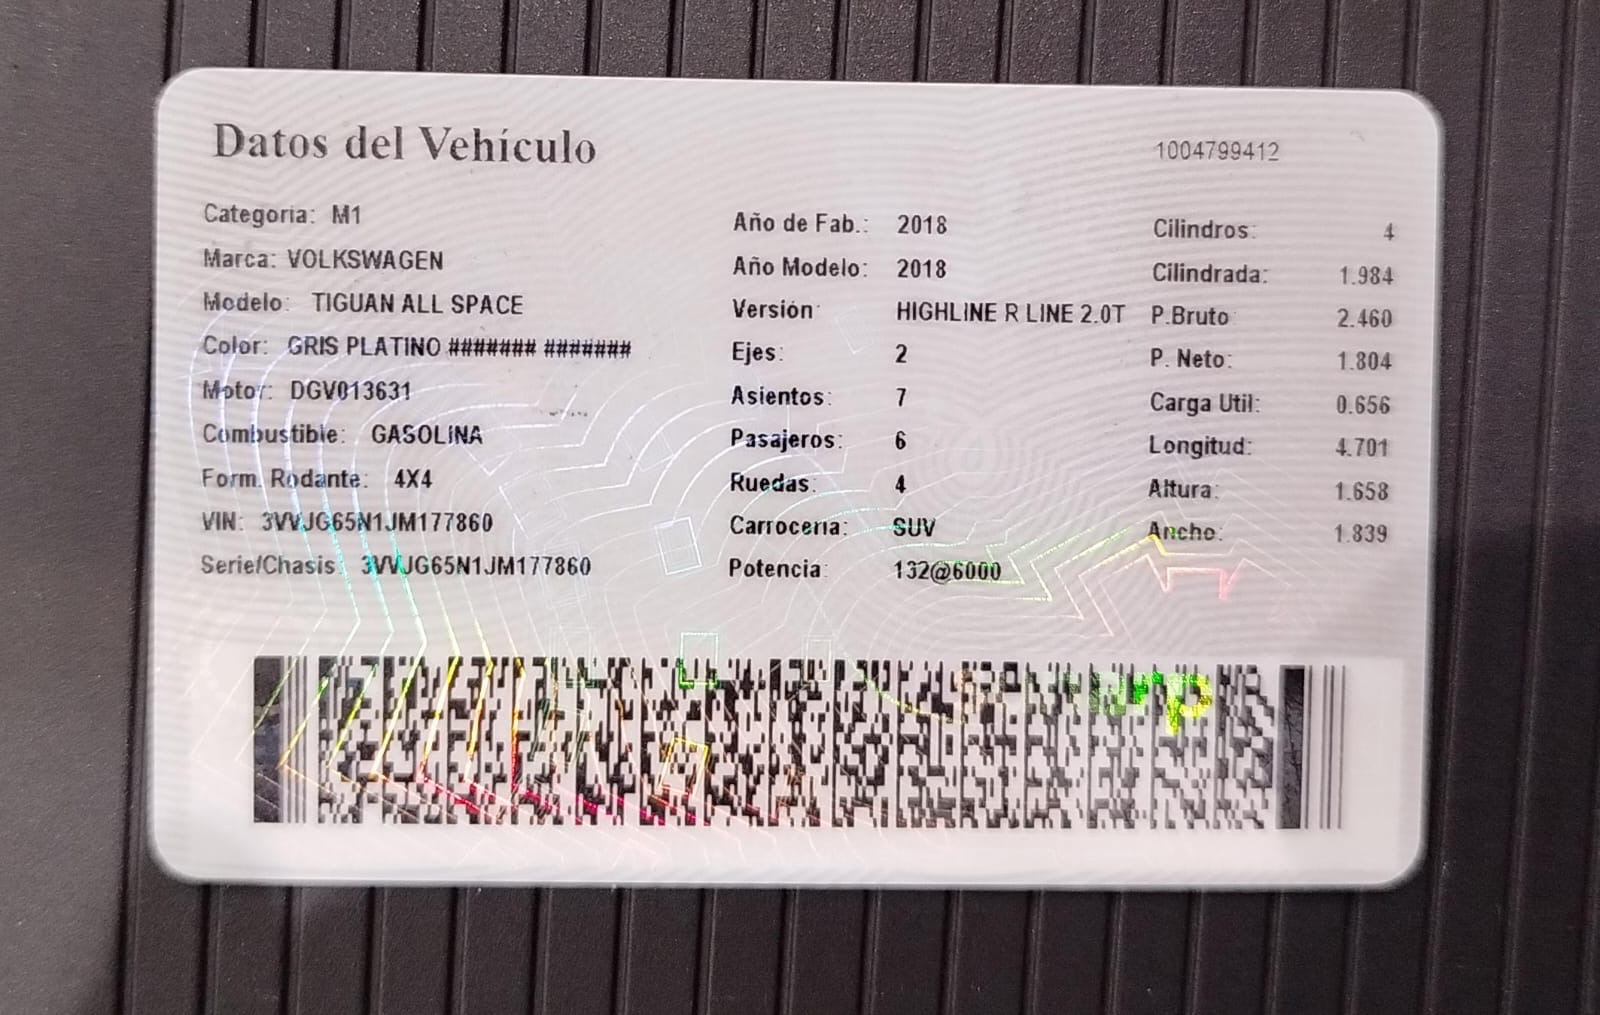 Datos del Vehículo
1004799412
Categoria: M1
Marca: VOLKSWAGEN
Modelo: TIGUAN ALL SPACE
Color: GRIS PLATINO ####### #######
Motor: DGV013631
Combustible: GASOLINA
Form. Rodante: 4X4
VIN: 3VVJG65N1JM177860
Serie/Chasis: 3VVJG65N1JM177860
Año de Fab.: 2018
Año Modelo: 2018
Versión: HIGHLINE R LINE 2.0T
Ejes: 2
Asientos: 7
Pasajeros: 6
Ruedas: 4
Carroceria: SUV
Potencia: 132@6000
Cilindros: 4
Cilindrada: 1.984
P.Bruto: 2.460
P. Neto: 1.804
Carga Util: 0.656
Longitud: 4.701
Altura: 1.658
Ancho: 1.839